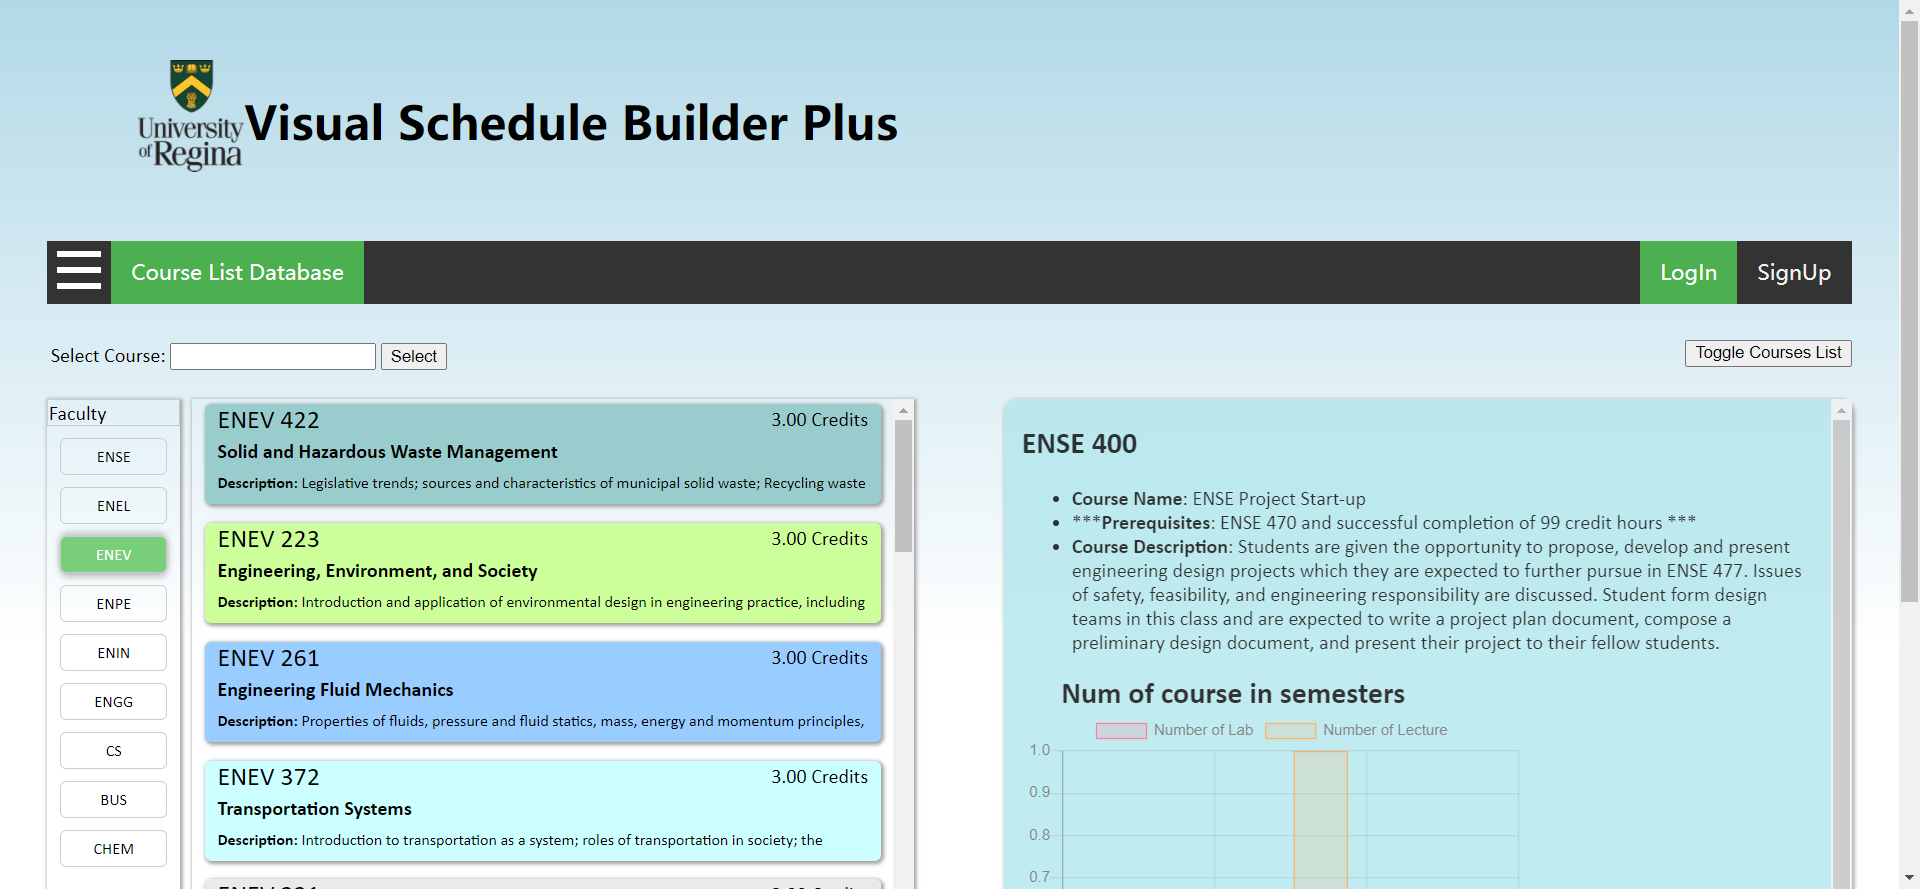 University
of Regina
Visual Schedule Builder Plus
Course List Database
LogIn
SignUp
Select Course:
Select
Toggle Courses List
Faculty
ENSE
ENEL
ENEV
ENPE
ENIN
ENGG
CS
BUS
CHEM
ENEV 422
3.00 Credits
Solid and Hazardous Waste Management
Description: Legislative trends; sources and characteristics of municipal solid waste; Recycling waste
ENEV 223
3.00 Credits
Engineering, Environment, and Society
Description: Introduction and application of environmental design in engineering practice, including
ENEV 261
3.00 Credits
Engineering Fluid Mechanics
Description: Properties of fluids, pressure and fluid statics, mass, energy and momentum principles,
ENEV 372
3.00 Credits
Transportation Systems
Description: Introduction to transportation as a system; roles of transportation in society; the
ENSE 400
• Course Name: ENSE Project Start-up
• ***Prerequisites: ENSE 470 and successful completion of 99 credit hours ***
• Course Description: Students are given the opportunity to propose, develop and present
engineering design projects which they are expected to further pursue in ENSE 477. Issues
of safety, feasibility, and engineering responsibility are discussed. Student form design
teams in this class and are expected to write a project plan document, compose a
preliminary design document, and present their project to their fellow students.
Num of course in semesters
Number of Lab
Number of Lecture
1.0
0.9
0.8
0.7